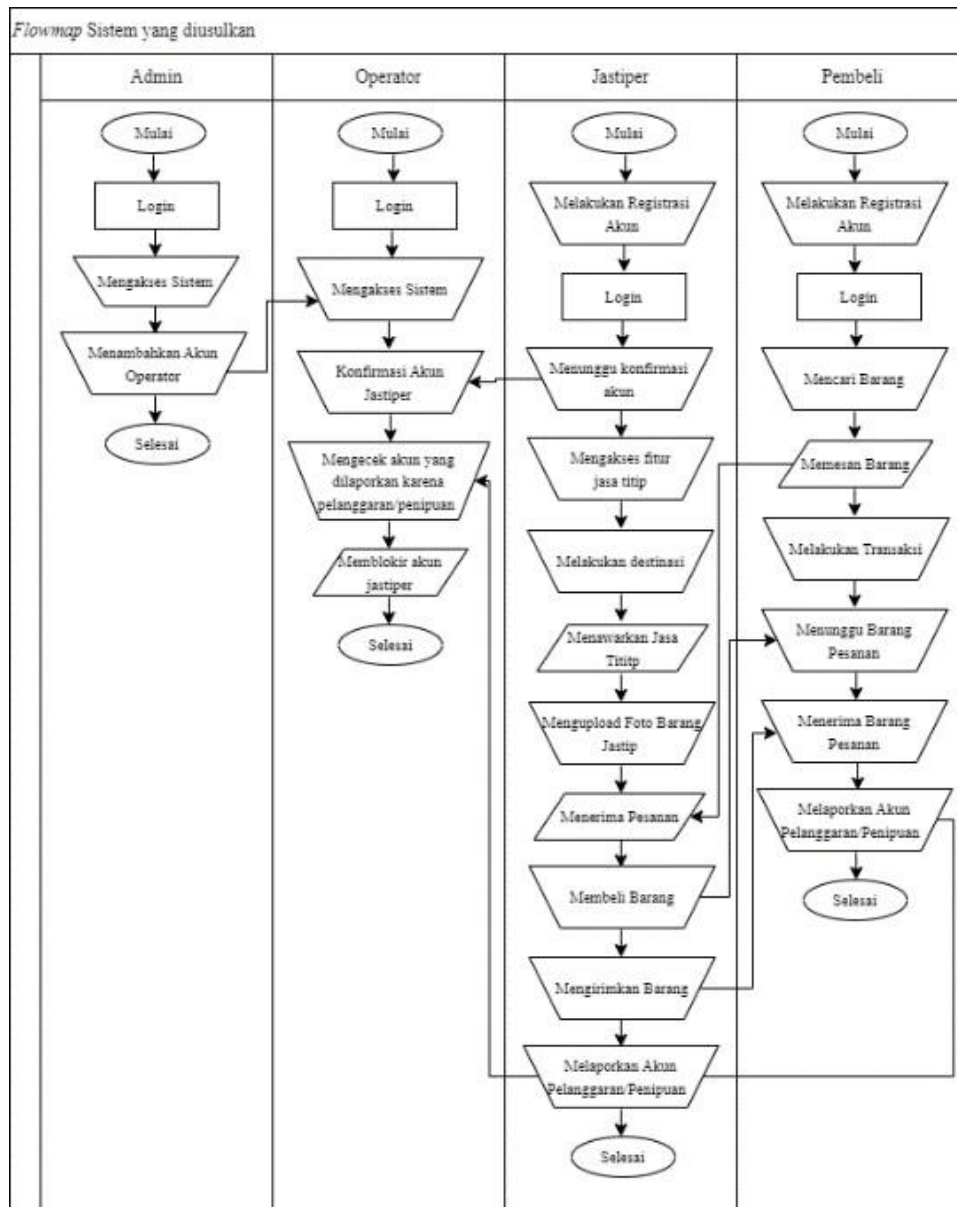 Flowmap Sistem yang diusulkan
Admin
Operator
Jastiper
Pembeli
Mulai
Login
Mengakses Sistem
Menambahkan Akun
Operator
Selesai
Mulai
Login
Mengakses Sistem
Konfirmasi Akun
Jastiper
Mengecek akun yang
dilaporkan karena
pelanggaran/penipuan
Memblokir akun
jastiper
Selesai
Mulai
Melakukan Registrasi
Akun
Login
Menunggu konfirmasi
akun
Mengakses fitur
jasa titip
Melakukan destinasi
Menawarkan Jasa
Tititp
Mengupload Foto Barang
Jastip
Menerima Pesanan
Membeli Barang
Mengirimkan Barang
Melaporkan Akun
Pelanggaran/Penipuan
Selesai
Mulai
Melakukan Registrasi
Akun
Login
Mencari Barang
Memesan Barang
Melakukan Transaksi
Menunggu Barang
Pesanan
Menerima Barang
Pesanan
Melaporkan Akun
Pelanggaran/Penipuan
Selesai